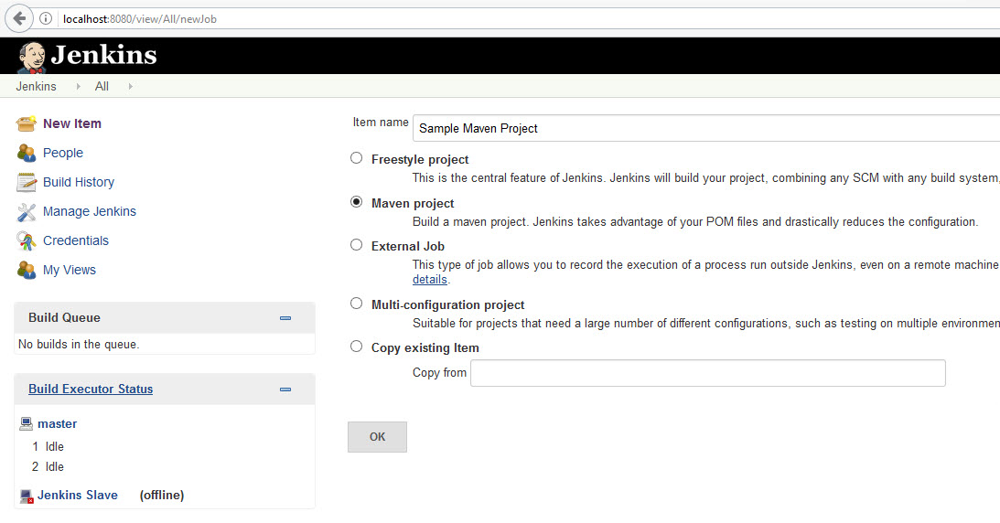 localhost:8080/view/All/newJob
Jenkins
Jenkins All
New Item
People
Build History
Manage Jenkins
Credentials
My Views
Build Queue
No builds in the queue.
Build Executor Status
master
1 Idle
2 Idle
Jenkins Slave (offline)
Item name Sample Maven Project
Freestyle project
This is the central feature of Jenkins. Jenkins will build your project, combining any SCM with any build system,
Maven project
Build a maven project. Jenkins takes advantage of your POM files and drastically reduces the configuration.
External Job
This type of job allows you to record the execution of a process run outside Jenkins, even on a remote machine
details.
Multi-configuration project
Suitable for projects that need a large number of different configurations, such as testing on multiple environmen
Copy existing Item
Copy from
OK